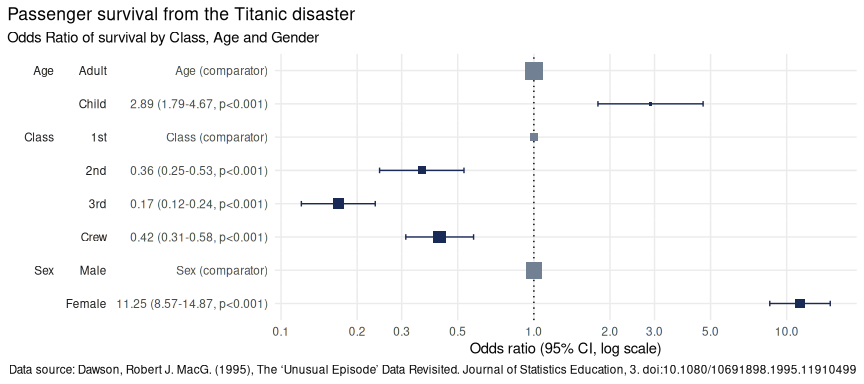 Passenger survival from the Titanic disaster
Odds Ratio of survival by Class, Age and Gender
Age Adult Age (comparator)
Child 2.89 (1.79-4.67, p<0.001)
Class 1st Class (comparator)
2nd 0.36 (0.25-0.53, p<0.001)
3rd 0.17 (0.12-0.24, p<0.001)
Crew 0.42 (0.31-0.58, p<0.001)
Sex Male Sex (comparator)
Female 11.25 (8.57-14.87, p<0.001)
0.1 0.2 0.3 0.5 1.0 2.0 3.0 5.0 10.0
Odds ratio (95% CI, log scale)
Data source: Dawson, Robert J. MacG. (1995), The ‘Unusual Episode’ Data Revisited. Journal of Statistics Education, 3. doi:10.1080/10691898.1995.11910499